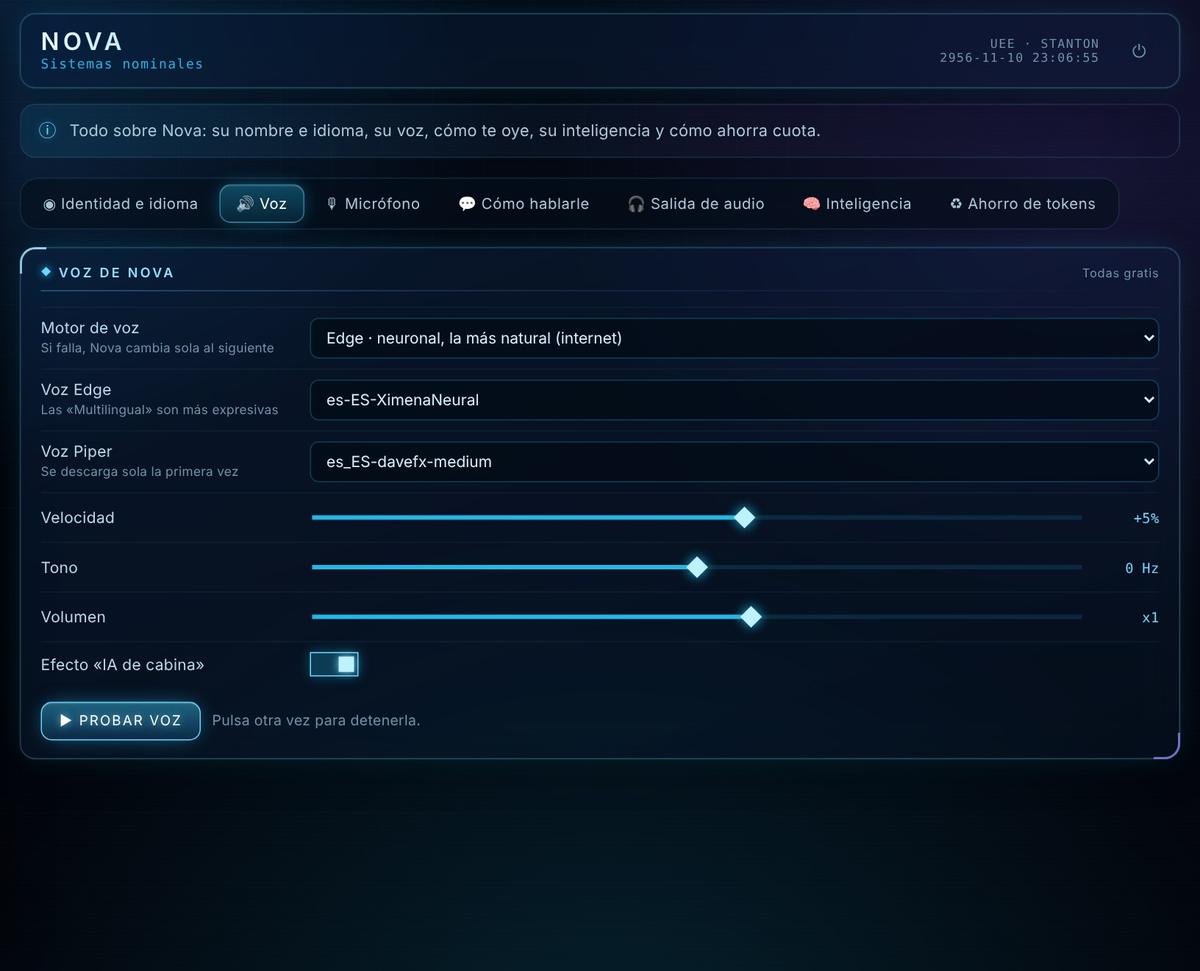 NOVA
Sistemas nominales
UEE · STANTON
2956-11-10 23:06:55
Todo sobre Nova: su nombre e idioma, su voz, cómo te oye, su inteligencia y cómo ahorra cuota.
Identidad e idioma
Voz
Micrófono
Cómo hablarle
Salida de audio
Inteligencia
Ahorro de tokens
VOZ DE NOVA
Todas gratis
Motor de voz
Si falla, Nova cambia sola al siguiente
Edge · neuronal, la más natural (internet)
Voz Edge
Las «Multilingual» son más expresivas
es-ES-XimenaNeural
Voz Piper
Se descarga sola la primera vez
es_ES-davefx-medium
Velocidad
+5%
Tono
0 Hz
Volumen
x1
Efecto «IA de cabina»
PROBAR VOZ
Pulsa otra vez para detenerla.